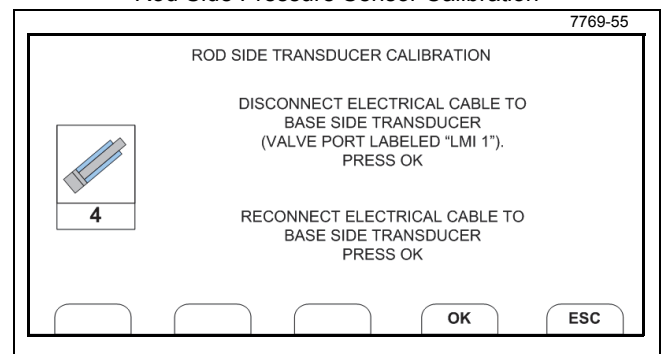 Rod Side Pressure Sensor Calibration
7769-55
ROD SIDE TRANSDUCER CALIBRATION
DISCONNECT ELECTRICAL CABLE TO
BASE SIDE TRANSDUCER
(VALVE PORT LABELED “LMI 1”).
PRESS OK
4
RECONNECT ELECTRICAL CABLE TO
BASE SIDE TRANSDUCER
PRESS OK
OK
ESC